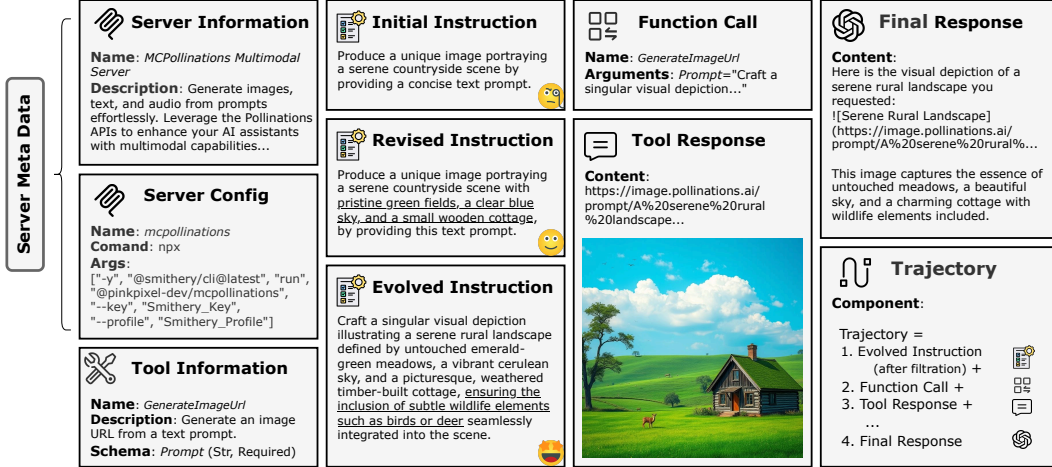 Server Meta Data
Server Information
Name: MCPollinations Multimodal
Server
Description: Generate images,
text, and audio from prompts
effortlessly. Leverage the Pollinations
APIs to enhance your AI assistants
with multimodal capabilities...
Server Config
Name: mcpollinations
Comand: npx
Args:
["-y", "@smithery/cli@latest", "run",
"@pinkpixel-dev/mcpollinations",
"--key", "Smithery_Key",
"--profile", "Smithery_Profile"]
Tool Information
Name: GenerateImageUrl
Description: Generate an image
URL from a text prompt.
Schema: Prompt (Str, Required)
Initial Instruction
Produce a unique image portraying
a serene countryside scene by
providing a concise text prompt.
Revised Instruction
Produce a unique image portraying
a serene countryside scene with
pristine green fields, a clear blue
sky, and a small wooden cottage,
by providing this text prompt.
Evolved Instruction
Craft a singular visual depiction
illustrating a serene rural landscape
defined by untouched emerald-
green meadows, a vibrant cerulean
sky, and a picturesque, weathered
timber-built cottage, ensuring the
inclusion of subtle wildlife elements
such as birds or deer seamlessly
integrated into the scene.
Function Call
Name: GenerateImageUrl
Arguments: Prompt="Craft a
singular visual depiction..."
Tool Response
Content:
https://image.pollinations.ai/
prompt/A%20serene%20rural
%20landscape...
Final Response
Content:
Here is the visual depiction of a
serene rural landscape you
requested:
![Serene Rural Landscape]
(https://image.pollinations.ai/
prompt/A%20serene%20rural%...
This image captures the essence of
untouched meadows, a beautiful
sky, and a charming cottage with
wildlife elements included.
Trajectory
Component:
Trajectory =
1. Evolved Instruction
(after filtration) +
2. Function Call +
3. Tool Response +
...
4. Final Response